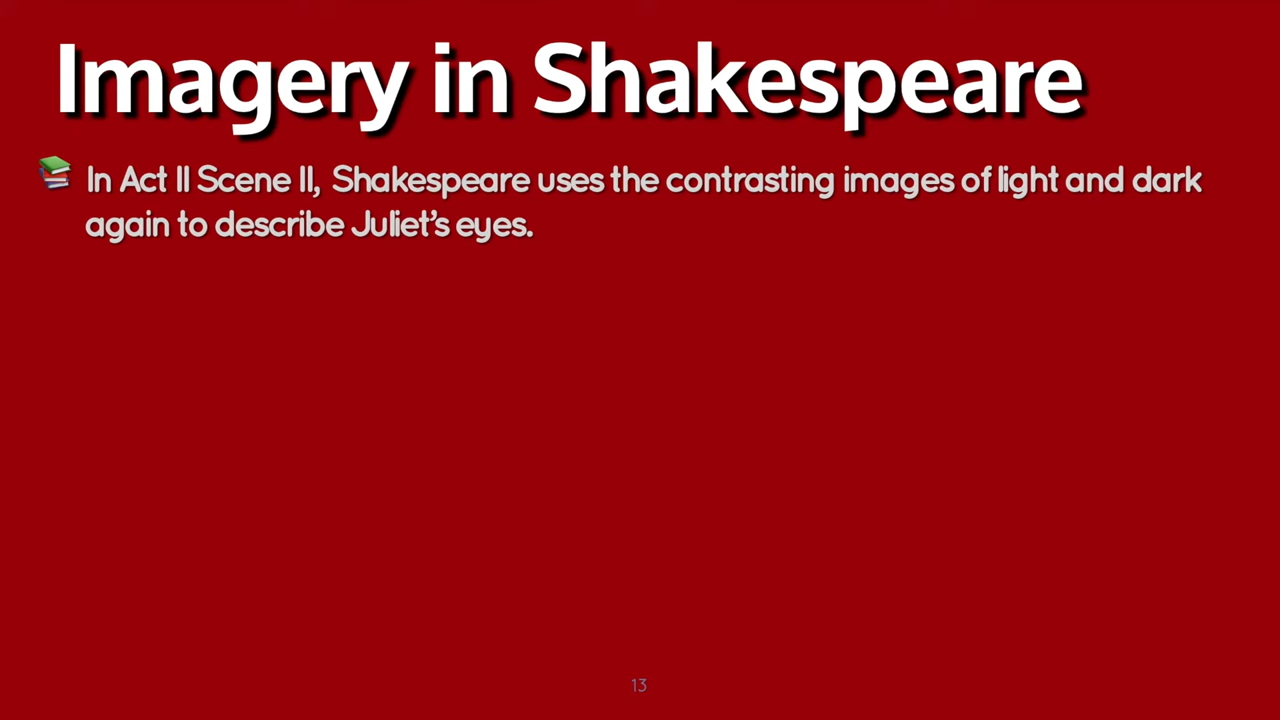 Imagery in Shakespeare
In Act II Scene II, Shakespeare uses the contrasting images of light and dark
again to describe Juliet's eyes.
13